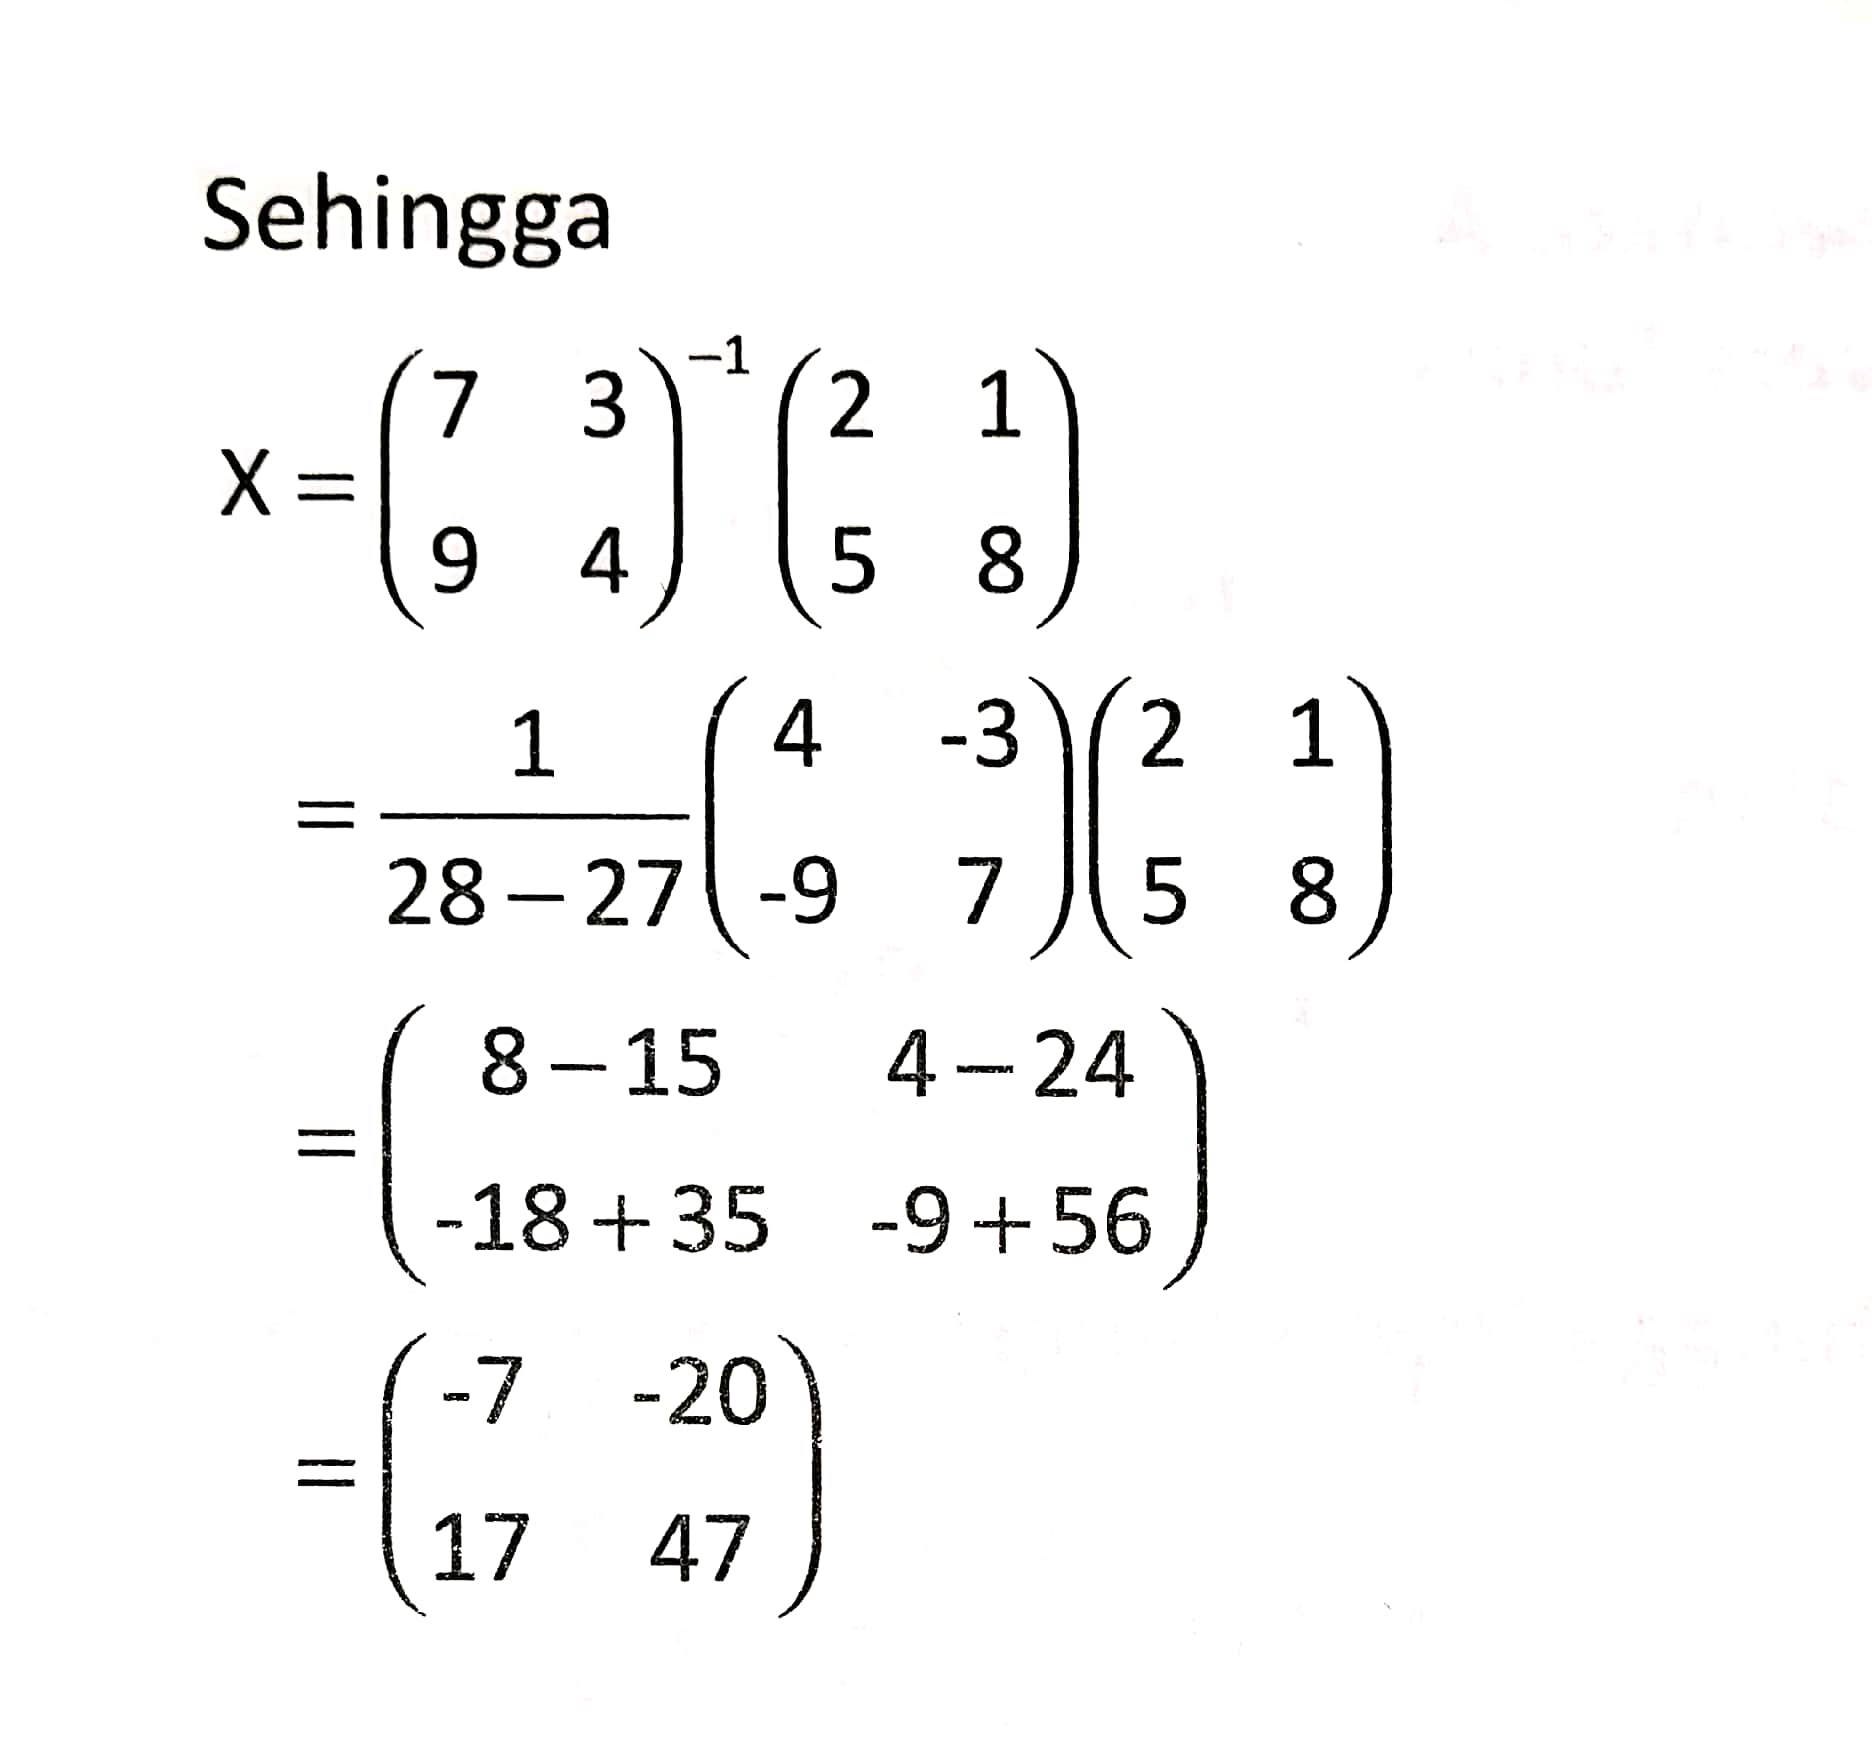 Sehingga
X = \begin{pmatrix} 7 & 3 \\ 9 & 4 \end{pmatrix}^{-1} \begin{pmatrix} 2 & 1 \\ 5 & 8 \end{pmatrix}
= \frac{1}{28 – 27} \begin{pmatrix} 4 & -3 \\ -9 & 7 \end{pmatrix} \begin{pmatrix} 2 & 1 \\ 5 & 8 \end{pmatrix}
= \begin{pmatrix} 8 – 15 & 4 – 24 \\ -18 + 35 & -9 + 56 \end{pmatrix}
= \begin{pmatrix} -7 & -20 \\ 17 & 47 \end{pmatrix}